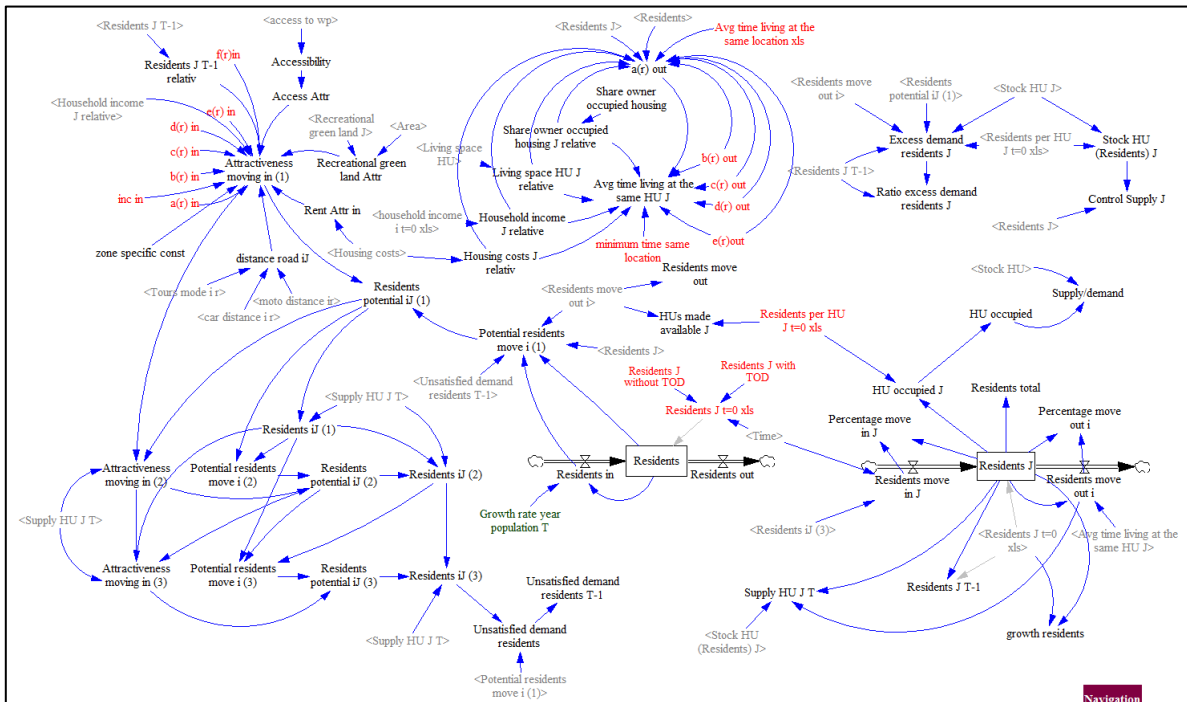 <Residents J T-1>
<access to wp>
Residents J T-1
relativ
f(r)in
Accessibility
<Household income
J relative>
e(r) in
Access Attr
d(r) in
<Recreational
green land J>
<Area>
c(r) in
Attractiveness
moving in (1)
Recreational green
land Attr
b(r) in
inc in
a(r) in
Rent Attr in
zone specific const
distance road iJ
<Housing costs>
<Tours mode i r>
<moto distance ir>
<car distance i r>
<Residents J>
<Residents>
Avg time living at the
same location xls
a(r) out
Share owner
occupied housing
Share owner occupied
housing J relative
<Living space
HU>
Living space HU J
relative
b(r) out
c(r) out
d(r) out
e(r)out
Avg time living at the
same HU J
<household income
i t=0 xls>
Household income
J relative
minimum time same
location
Housing costs J
relativ
<Residents move
out i>
<Residents
potential iJ (1)>
<Stock HU J>
Excess demand
residents J
<Residents per HU
J t=0 xls>
Stock HU
(Residents) J
<Residents J T-1>
Ratio excess demand
residents J
Control Supply J
<Residents J>
Residents
potential iJ (1)
Residents move
out
<Residents move
out i>
HUs made
available J
Residents per HU
J t=0 xls
Potential residents
move i (1)
<Residents J>
<Unsatisfied demand
residents T-1>
Residents J
without TOD
Residents J with
TOD
Residents J t=0 xls
<Stock HU>
Supply/demand
HU occupied
HU occupied J
Residents total
Percentage move
in J
Percentage move
out i
<Time>
<Supply HU J T>
Residents iJ (1)
Attractiveness
moving in (2)
Potential residents
move i (2)
Residents
potential iJ (2)
Residents iJ (2)
Residents
Residents in
Residents out
Growth rate year
population T
Residents J
Residents move
in J
Residents move
out i
<Supply HU J T>
<Residents iJ (3)>
<Residents J t=0
xls>
<Avg time living at the
same HU J>
Attractiveness
moving in (3)
Potential residents
move i (3)
Residents
potential iJ (3)
Residents iJ (3)
Unsatisfied demand
residents T-1
Supply HU J T
Residents J T-1
<Supply HU J T>
Unsatisfied demand
residents
<Stock HU
(Residents) J>
growth residents
<Potential residents
move i (1)>
Navigation